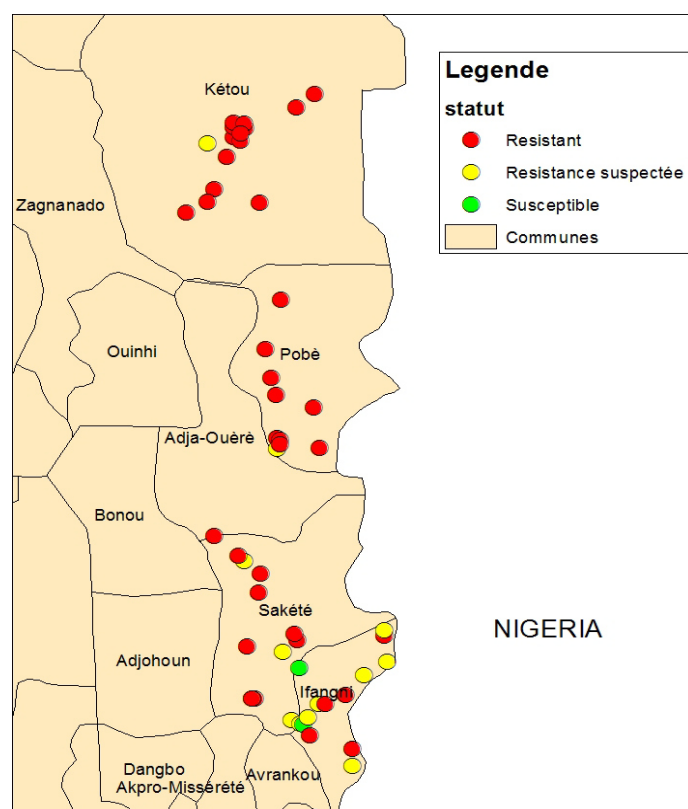 Legende
statut
Resistant
Resistance suspectée
Susceptible
Communes
Kétou
Zagnanado
Ouinhi
Pobè
Adja-Ouèrè
Bonou
Sakété
NIGERIA
Adjohoun
Ifangni
Dangbo
Akpro-Missérété
Avrankou